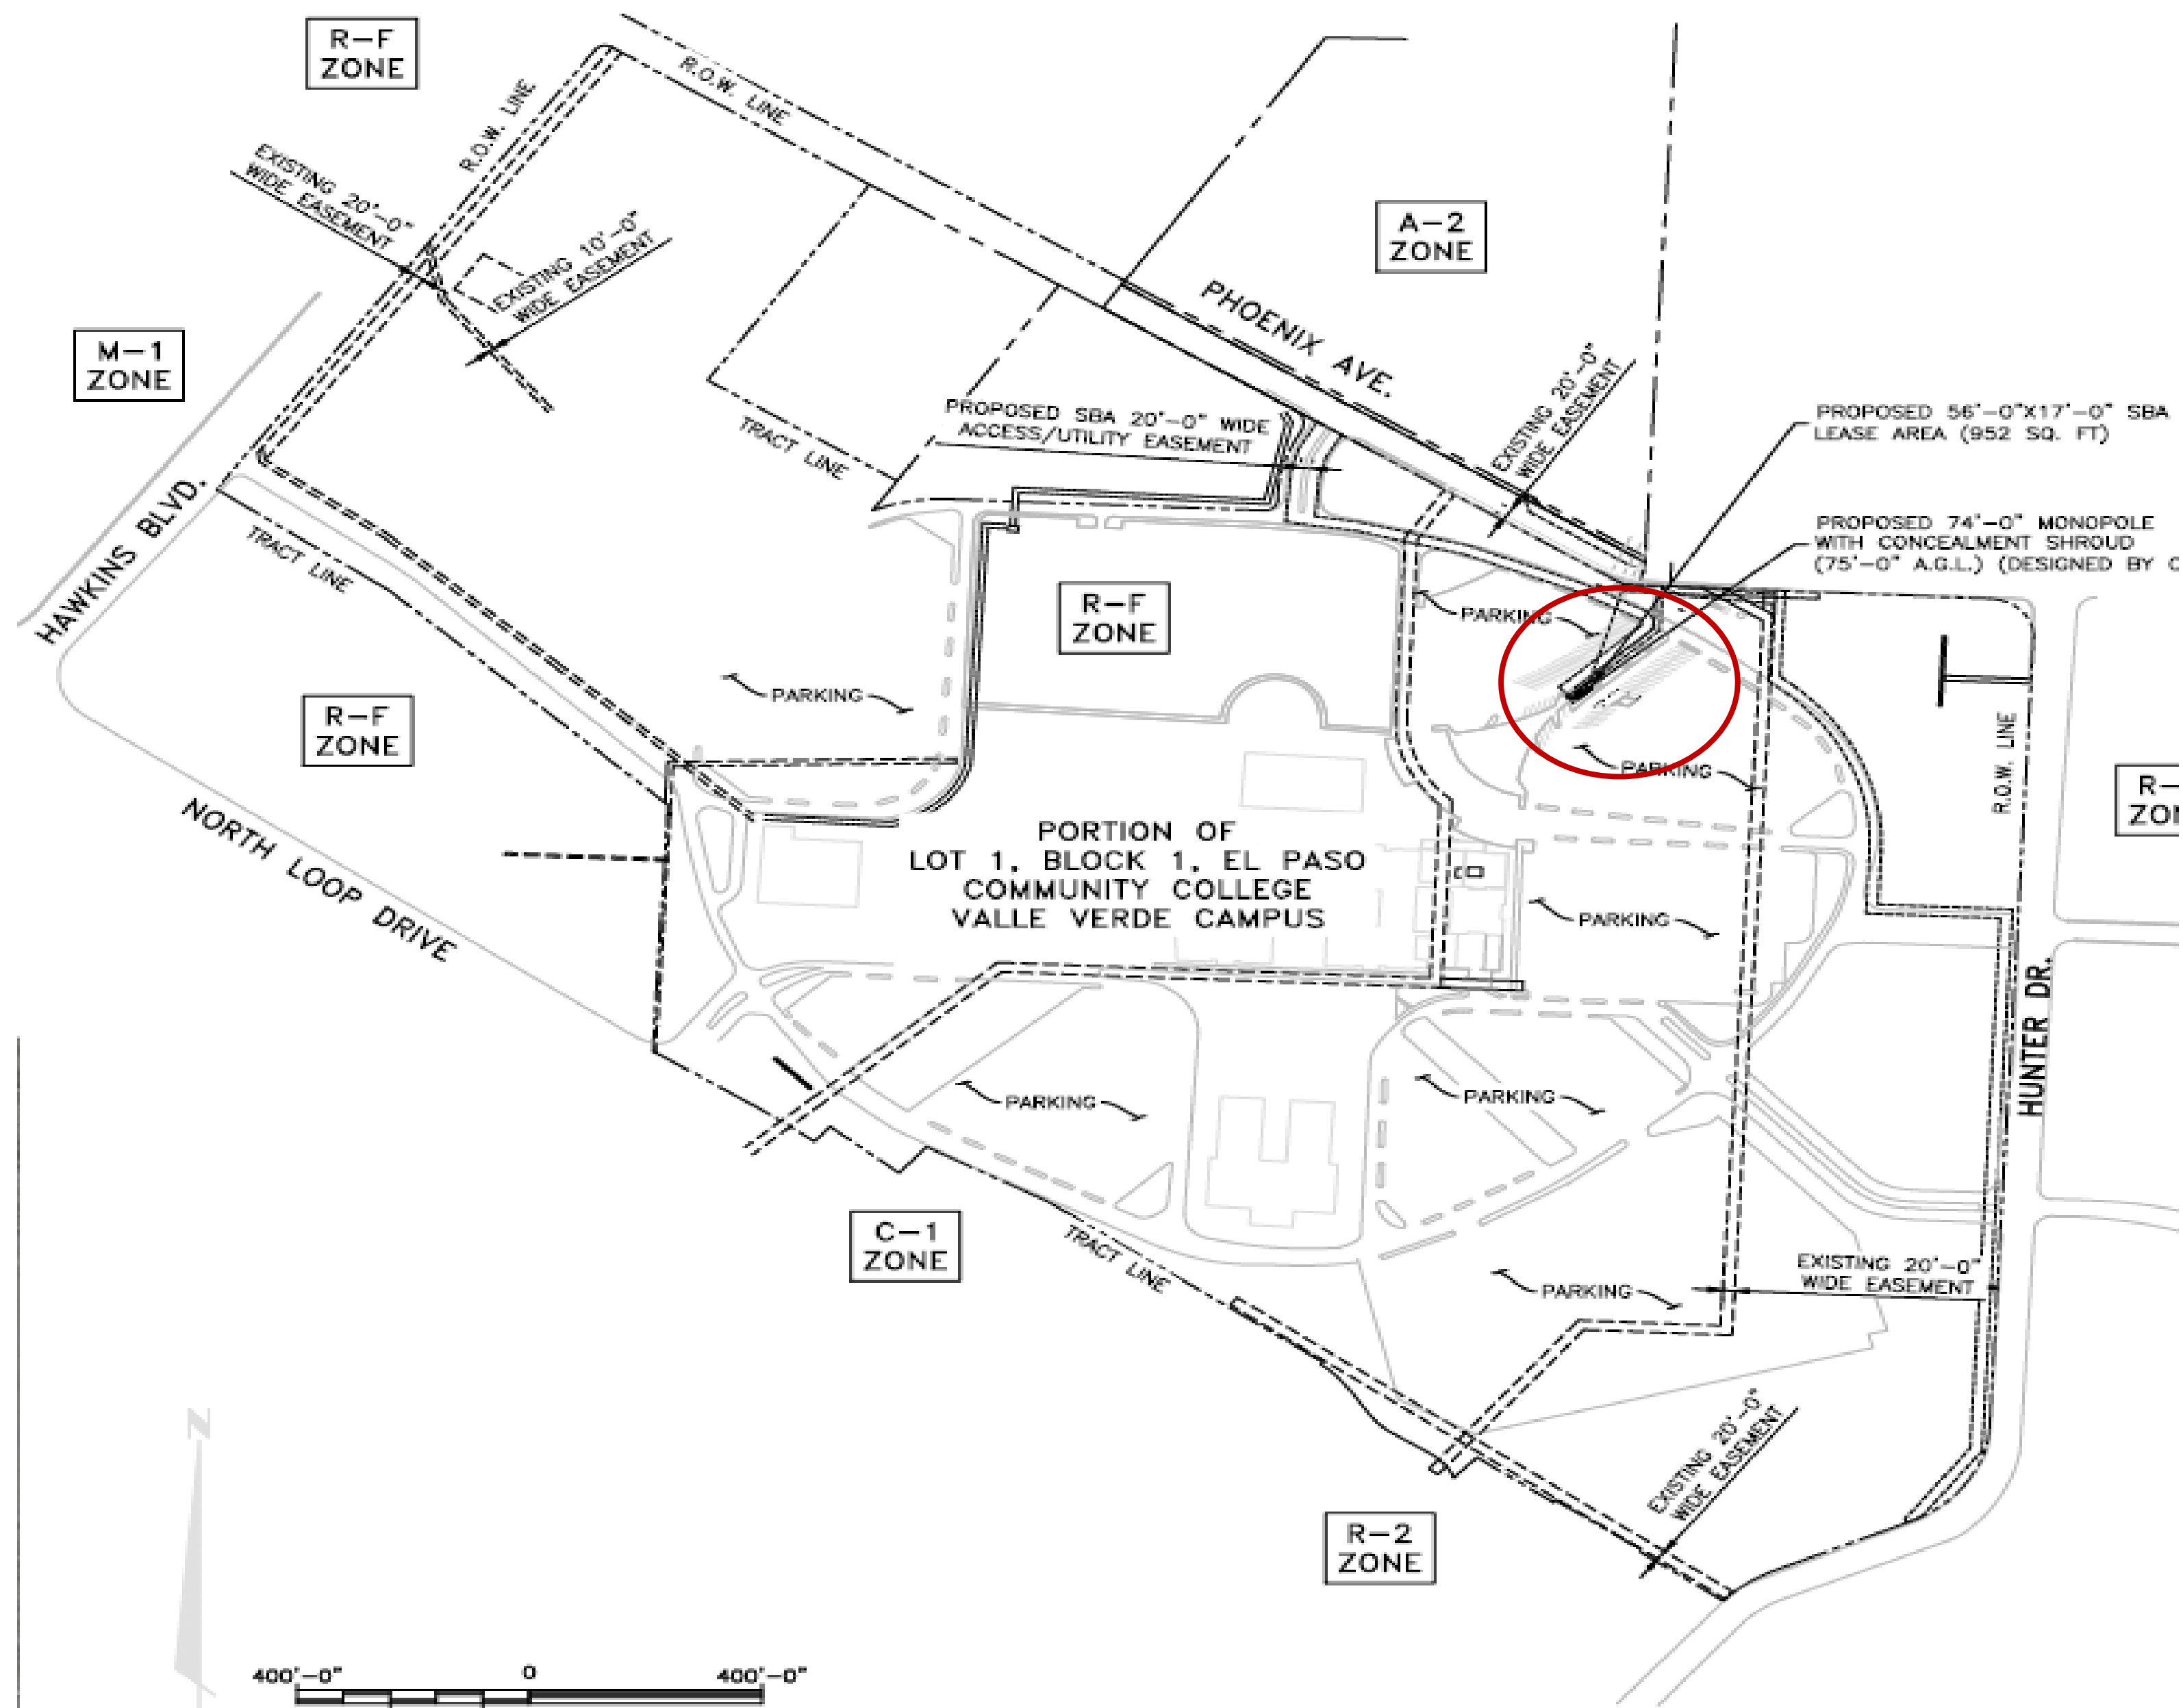 R-F
ZONE
R.O.W. LINE
R.O.W. LINE
EXISTING 20'-0"
WIDE EASEMENT
EXISTING 10'-0"
WIDE EASEMENT
A-2
ZONE
M-1
ZONE
PHOENIX AVE.
EXISTING 20'-0"
WIDE EASEMENT
PROPOSED SBA 20'-0" WIDE
ACCESS/UTILITY EASEMENT
TRACT LINE
PROPOSED 56'-0"X17'-0" SBA
LEASE AREA (952 SQ. FT)
PROPOSED 74'-0" MONOPOLE
WITH CONCEALMENT SHROUD
(75'-0" A.G.L.) (DESIGNED BY
HAWKINS BLVD.
TRACT LINE
R-F
ZONE
PARKING
R-F
ZONE
PARKING
PARKING
R.O.W. LINE
R-
ZON
NORTH LOOP DRIVE
PORTION OF
LOT 1, BLOCK 1, EL PASO
COMMUNITY COLLEGE
VALLE VERDE CAMPUS
PARKING
HUNTER DR.
PARKING
PARKING
C-1
ZONE
TRACT LINE
PARKING
EXISTING 20'-0"
WIDE EASEMENT
EXISTING 20'-0"
WIDE EASEMENT
R-2
ZONE
N
400'-0" 0 400'-0"